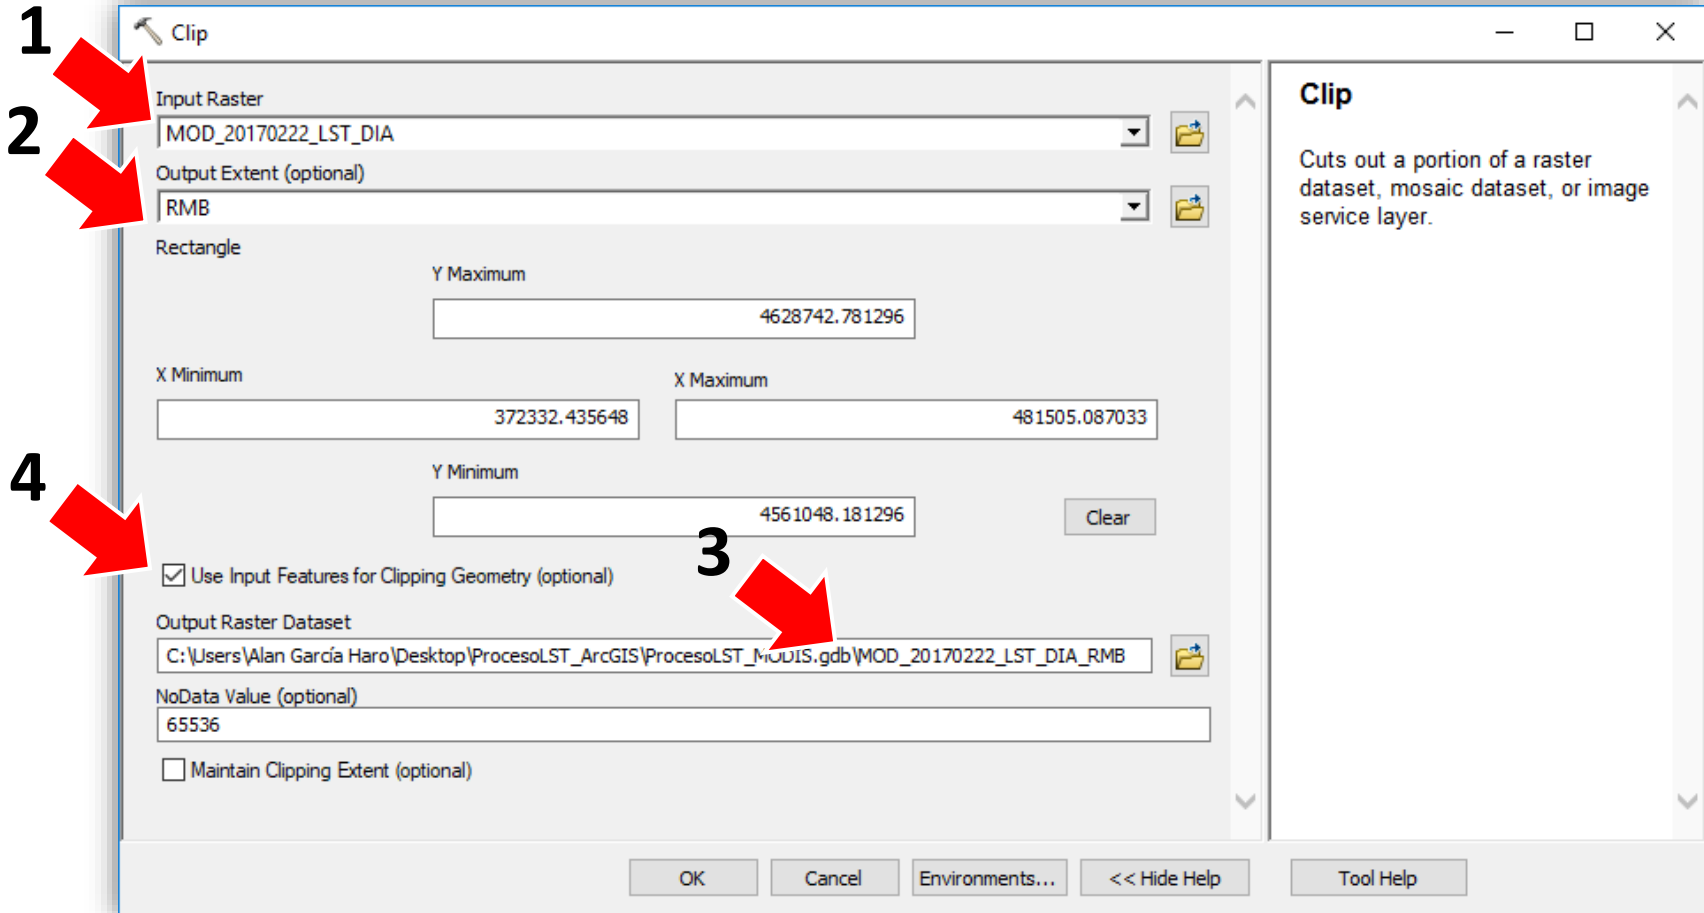 1
Clip
Input Raster
2
MOD_20170222_LST_DIA
Output Extent (optional)
RMB
Rectangle
Y Maximum
4628742.781296
X Minimum
X Maximum
372332.435648
481505.087033
4
Y Minimum
4561048.181296
Clear
3
Use Input Features for Clipping Geometry (optional)
Output Raster Dataset
C:\Users\Alan García Haro\Desktop\ProcesoLST_ArcGIS\ProcesoLST_MODIS.gdb\MOD_20170222_LST_DIA_RMB
NoData Value (optional)
65536
Maintain Clipping Extent (optional)
OK
Cancel
Environments...
<< Hide Help
Tool Help
Clip
Cuts out a portion of a raster
dataset, mosaic dataset, or image
service layer.